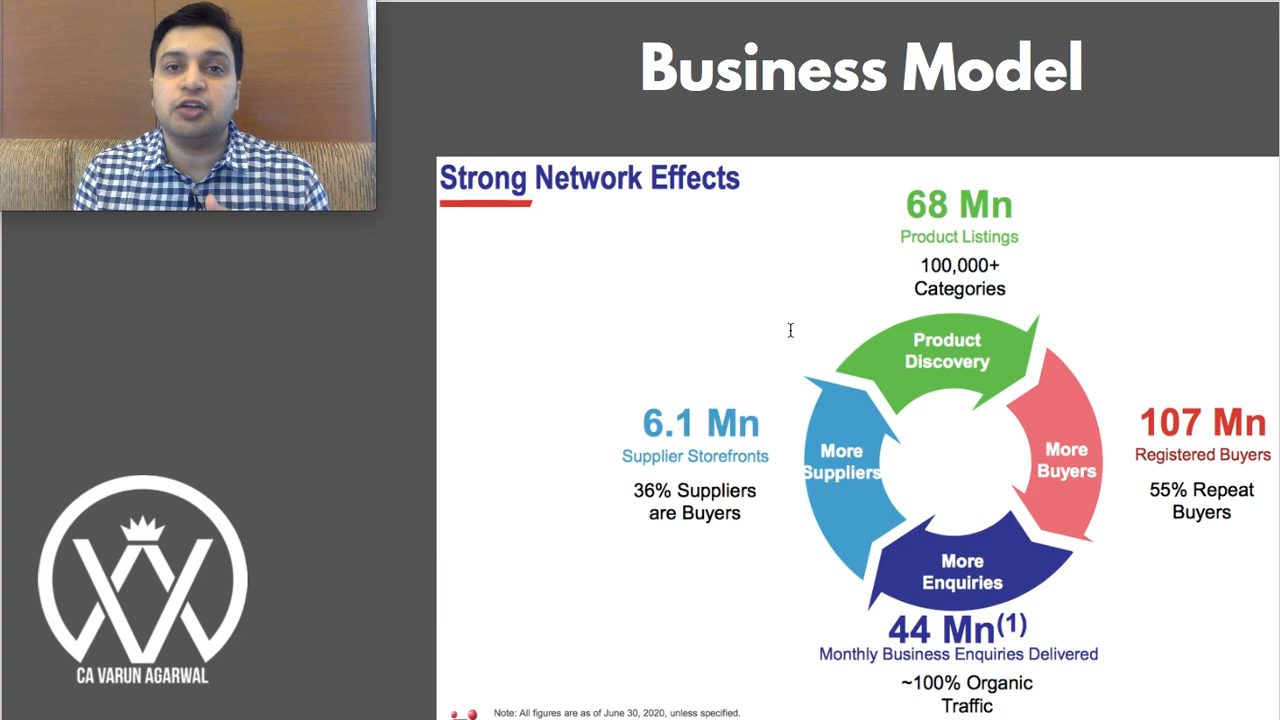 Business Model
Strong Network Effects
68 Mn
Product Listings
100,000+
Categories
Product
Discovery
6.1 Mn
Supplier Storefronts
36% Suppliers
are Buyers
More
Suppliers
More
Buyers
107 Mn
Registered Buyers
55% Repeat
Buyers
More
Enquiries
44 Mn(1)
Monthly Business Enquiries Delivered
~100% Organic
Traffic
CA VARUN AGARWAL
Note: All figures are as of June 30, 2020, unless specified.